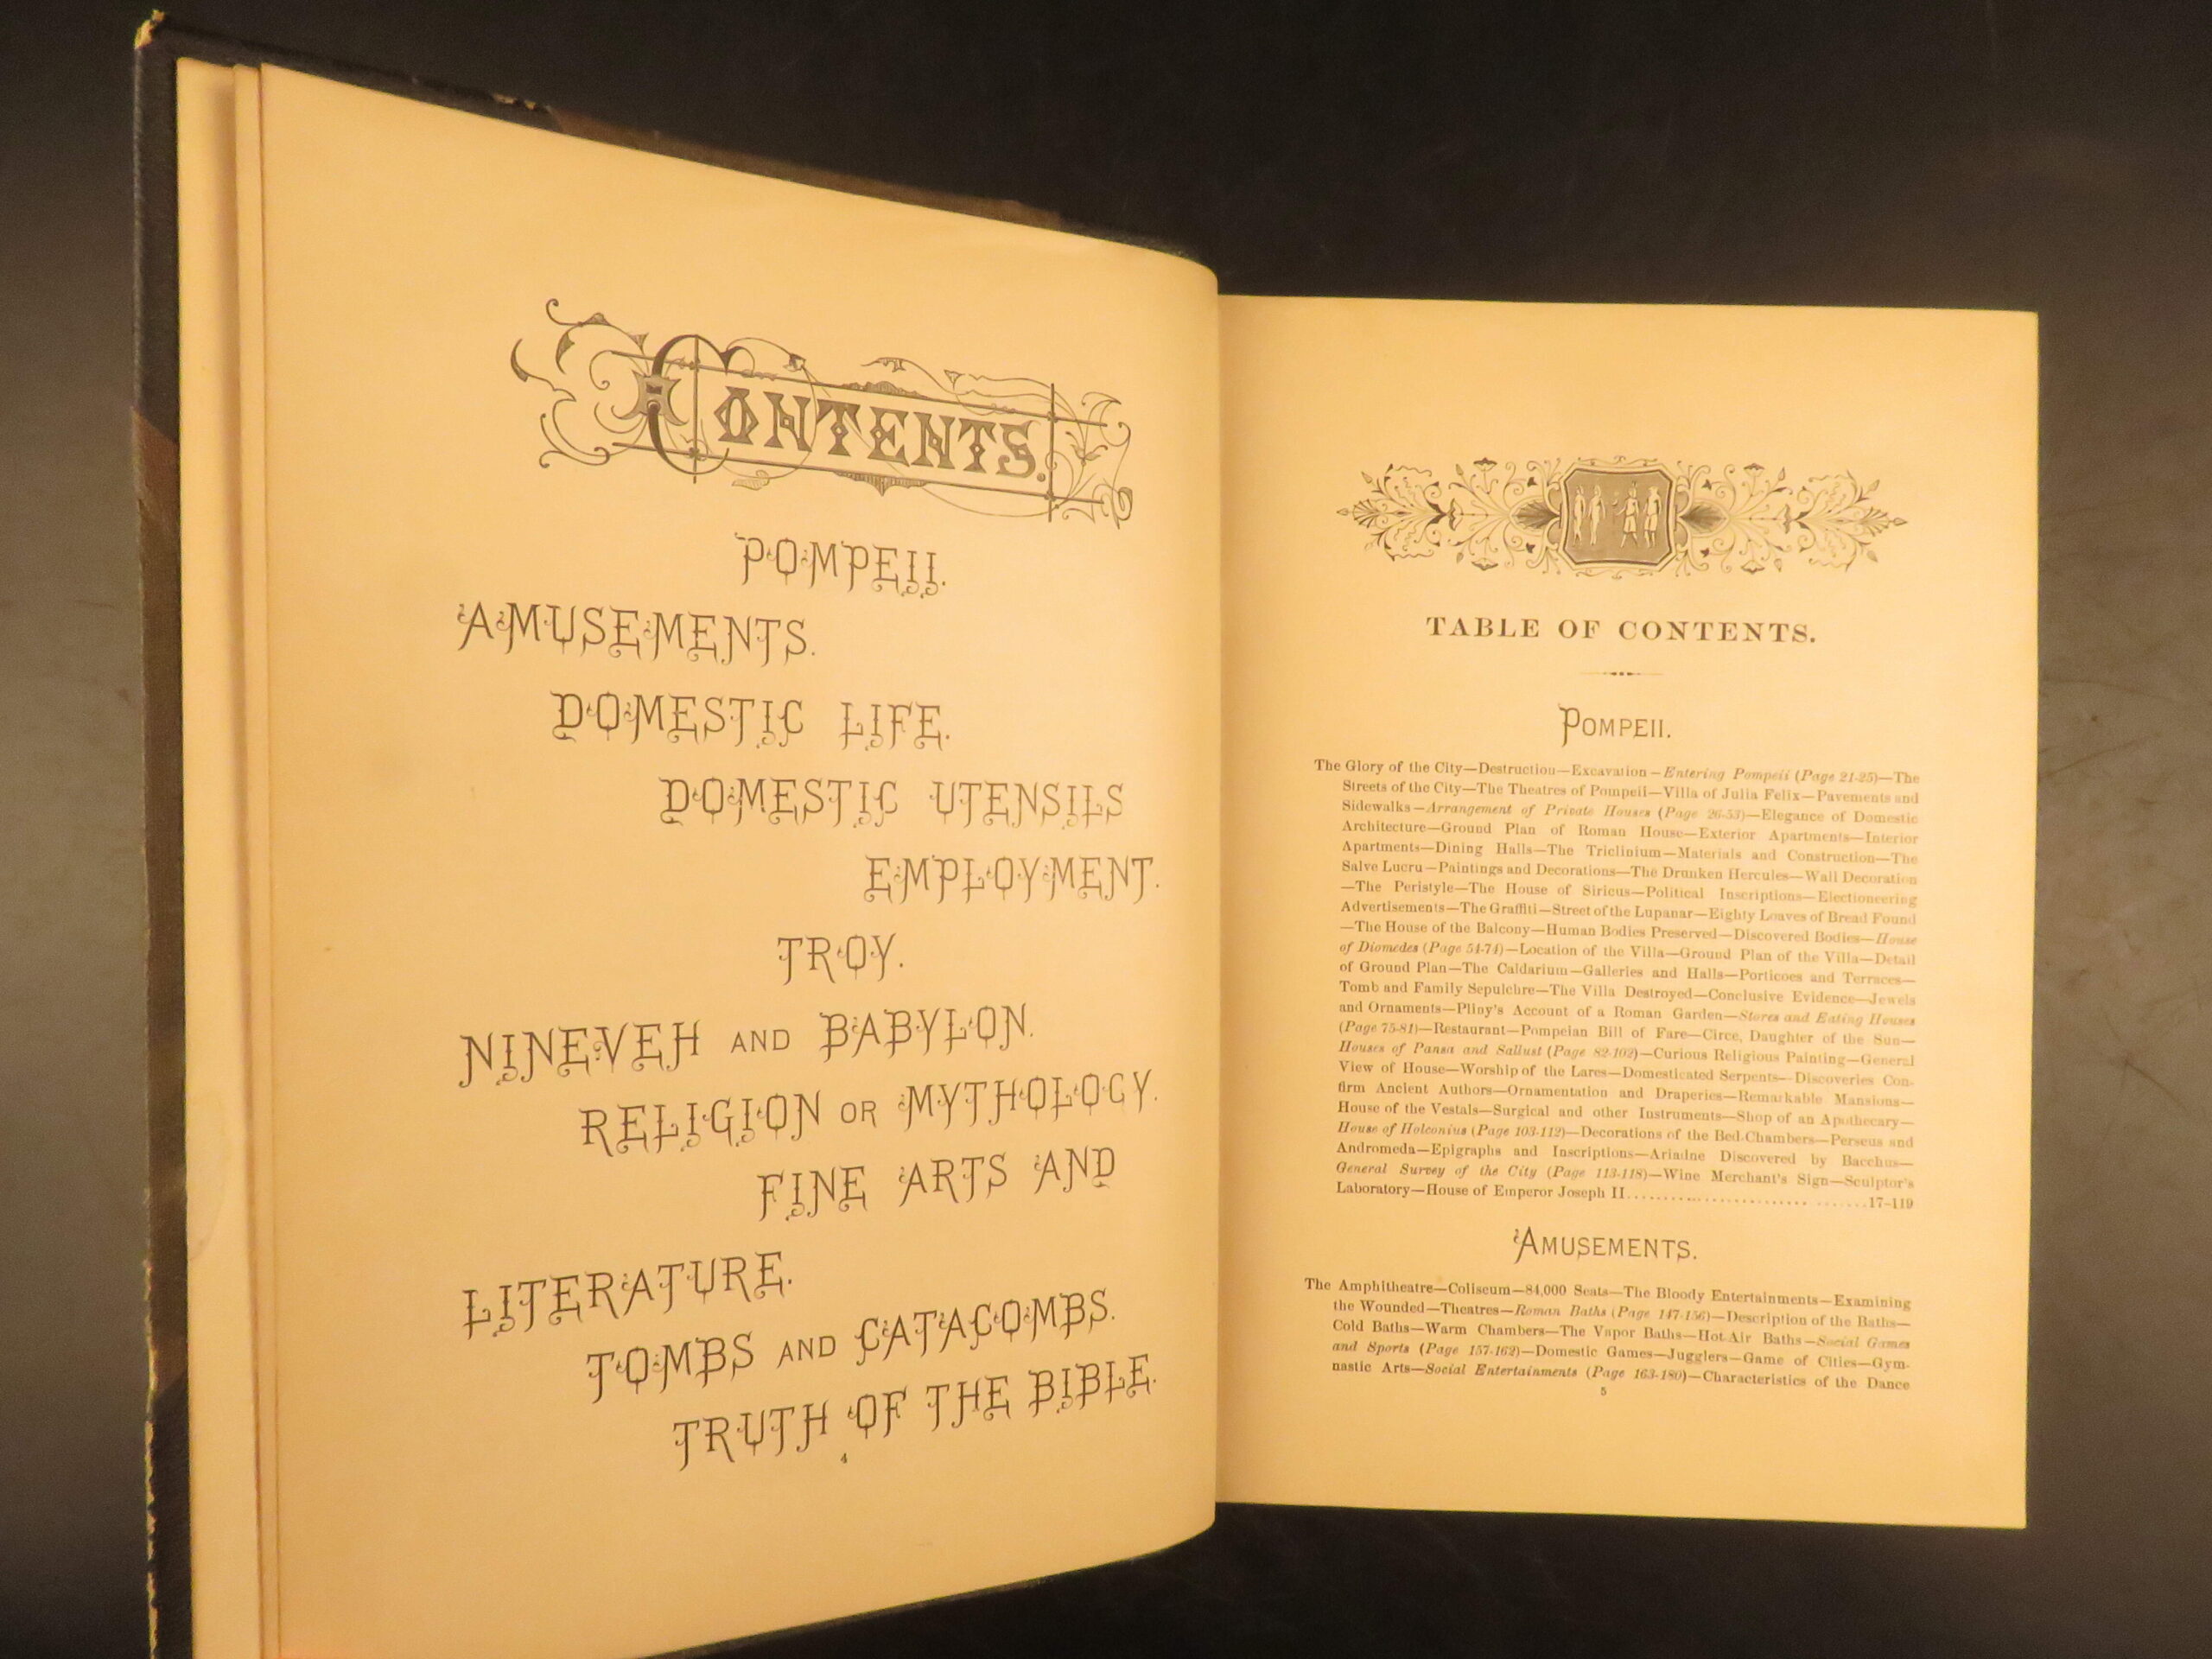 CONTENTS.
POMPEII.
AMUSEMENTS.
DOMESTIC LIFE.
DOMESTIC UTENSILS
EMPLOYMENT.
TROY.
NINEVEH AND BABYLON.
RELIGION OR MYTHOLOGY.
FINE ARTS AND
LITERATURE.
TOMBS AND CATACOMBS.
TRUTH OF THE BIBLE.
4
TABLE OF CONTENTS.
POMPEII.
The Glory of the City—Destruction—Excavation—Entering Pompeii (Page 21-25)—The
Streets of the City—The Theatres of Pompeii—Villa of Julia Felix—Pavements and
Sidewalks—Arrangement of Private Houses (Page 26-53)—Elegance of Domestic
Architecture—Ground Plan of Roman House—Exterior Apartments—Interior
Apartments—Dining Halls—The Triclinium—Materials and Construction—The
Salve Lucru—Paintings and Decorations—The Drunken Hercules—Wall Decoration
—The Peristyle—The House of Siricus—Political Inscriptions—Electioneering
Advertisements—The Graffiti—Street of the Lupanar—Eighty Loaves of Bread Found
—The House of the Balcony—Human Bodies Preserved—Discovered Bodies—House
of Diomedes (Page 54-74)—Location of the Villa—Ground Plan of the Villa—Detail
of Ground Plan—The Caldarium—Galleries and Halls—Porticoes and Terraces—
Tomb and Family Sepulchre—The Villa Destroyed—Conclusive Evidence—Jewels
and Ornaments—Pliny's Account of a Roman Garden—Stores and Eating Houses
(Page 75-81)—Restaurant—Pompeian Bill of Fare—Circe, Daughter of the Sun—
Houses of Pansa and Sallust (Page 82-102)—Curious Religious Painting—General
View of House—Worship of the Lares—Domesticated Serpents—Discoveries Con-
firm Ancient Authors—Ornamentation and Draperies—Remarkable Mansions—
House of the Vestals—Surgical and other Instruments—Shop of an Apothecary—
House of Holconius (Page 103-112)—Decorations of the Bed-Chambers—Perseus and
Andromeda—Epigraphs and Inscriptions—Ariadne Discovered by Bacchus—
General Survey of the City (Page 113-118)—Wine Merchant's Sign—Sculptor's
Laboratory—House of Emperor Joseph II........................17-119
AMUSEMENTS.
The Amphitheatre—Coliseum—84,000 Seats—The Bloody Entertainments—Examining
the Wounded—Theatres—Roman Baths (Page 147-156)—Description of the Baths—
Cold Baths—Warm Chambers—The Vapor Baths—Hot-Air Baths—Social Games
and Sports (Page 157-162)—Domestic Games—Jugglers—Game of Cities—Gym-
nastic Arts—Social Entertainments (Page 163-180)—Characteristics of the Dance
5